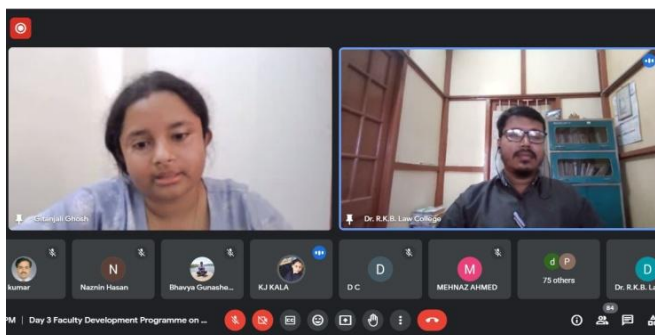 Gitanjali Ghosh
Dr. R.K.B. Law College
kumar
N
Naznin Hasan
Bhavya Gunashe...
KJ KALA
D
D C
M
MEHNAZ AHMED
d P
75 others
D
Dr. R.K.B. La
PM | Day 3 Faculty Development Programme on ...
84